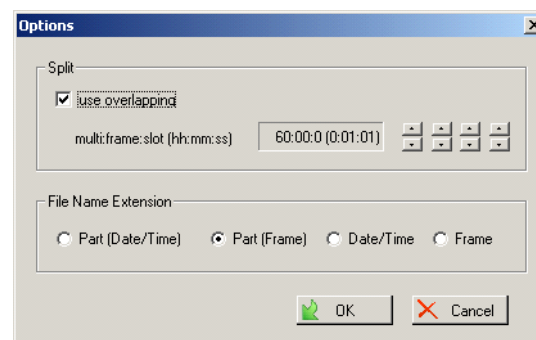 Options
Split
use overlapping
multi:frame:slot (hh:mm:ss) 60:00:0 (0:01:01)
File Name Extension
Part (Date/Time) Part (Frame) Date/Time Frame
OK Cancel